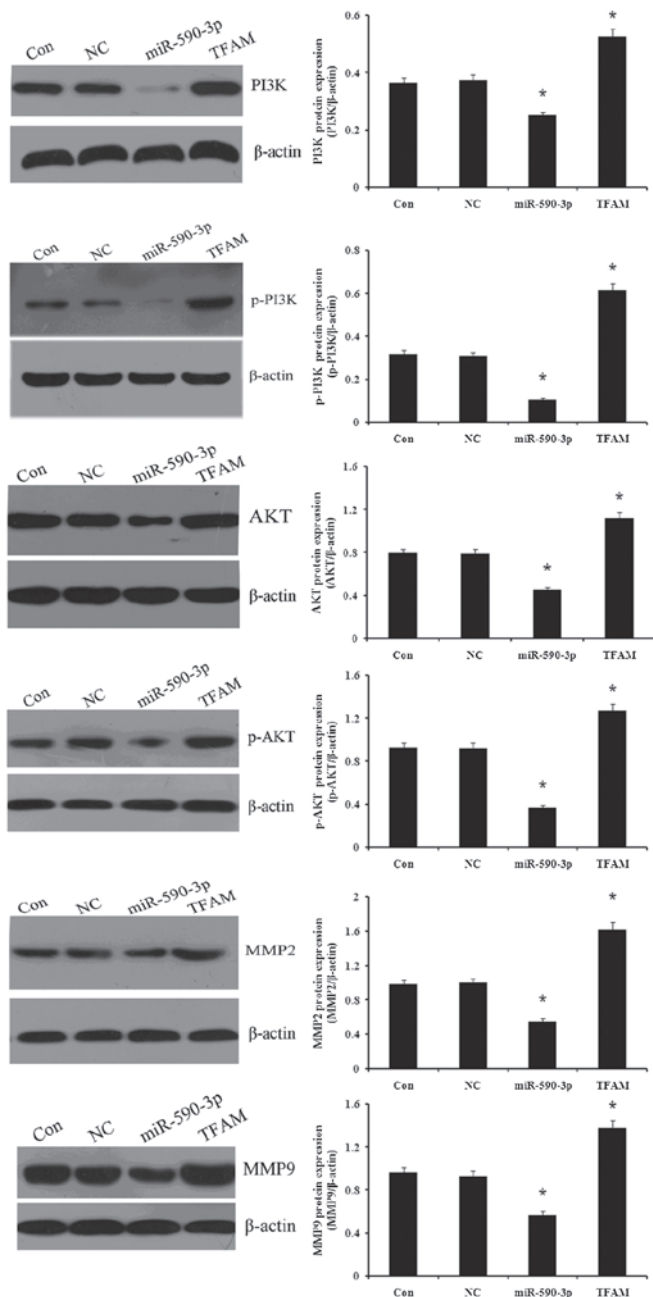 Con NC miR-590-3p TFAM
PI3K
β-actin
PI3K protein expression
(PI3K/β-actin)
0.6
0.4
0.2
0
*
*
Con NC miR-590-3p TFAM
Con NC miR-590-3p TFAM
p-PI3K
β-actin
p-PI3K protein expression
(p-PI3K/β-actin)
0.8
0.6
0.4
0.2
0
*
*
Con NC miR-590-3p TFAM
Con NC miR-590-3p TFAM
AKT
β-actin
AKT protein expression
(AKT/β-actin)
1.6
1.2
0.8
0.4
0
*
*
Con NC miR-590-3p TFAM
Con NC miR-590-3p TFAM
p-AKT
β-actin
p-AKT protein expression
(p-AKT/β-actin)
1.6
1.2
0.8
0.4
0
*
*
Con NC miR-590-3p TFAM
Con NC miR-590-3p TFAM
MMP2
β-actin
MMP2 protein expression
(MMP2/β-actin)
2
1.6
1.2
0.8
0.4
0
*
*
Con NC miR-590-3p TFAM
Con NC miR-590-3p TFAM
MMP9
β-actin
MMP9 protein expression
(MMP9/β-actin)
1.6
1.2
0.8
0.4
0
*
*
Con NC miR-590-3p TFAM